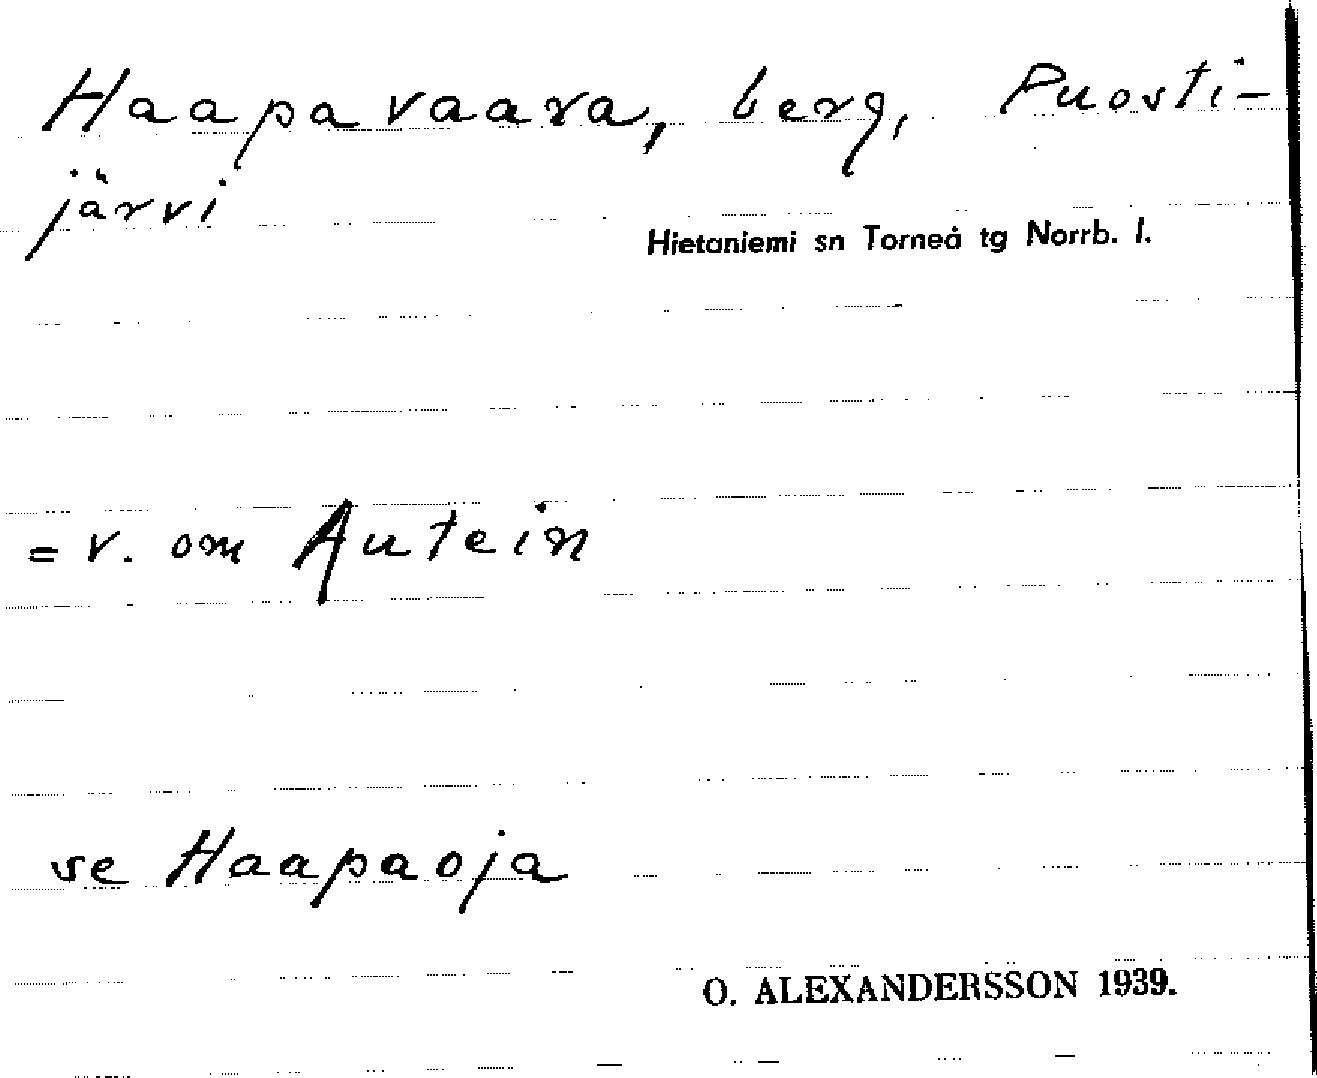 Haapavaara, berg, Puosti-
järvi
Hietaniemi sn Torneå tg Norrb. l.
= v. om Autein
se Haapaoja
O. ALEXANDERSSON 1939.